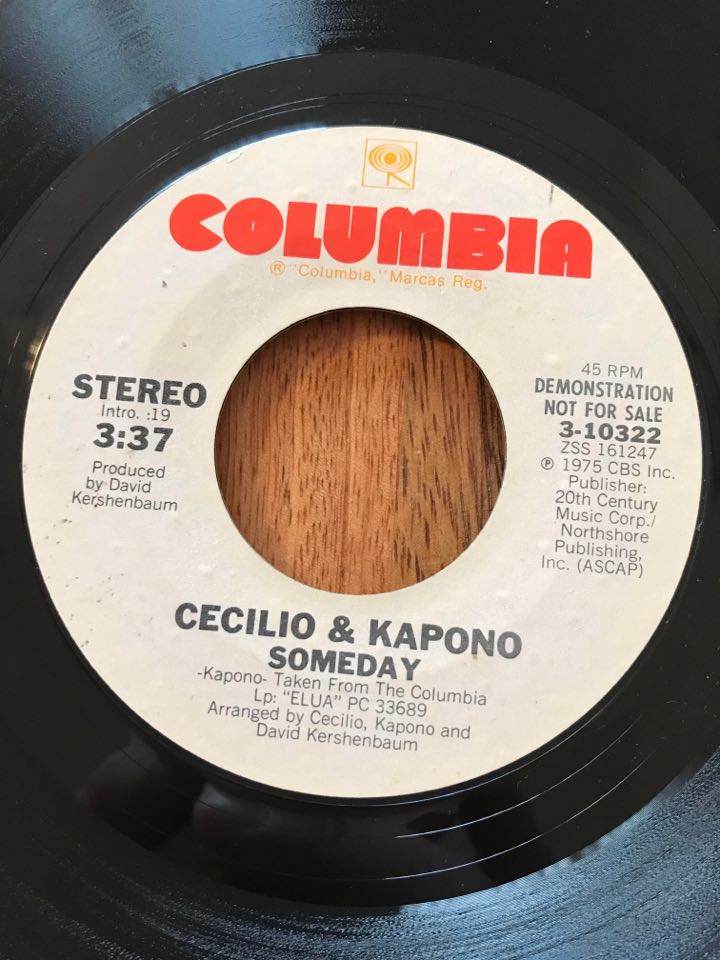 COLUMBIA
® "Columbia," Marcas Reg.
STEREO
Intro. :19
3:37
Produced
by David
Kershenbaum
45 RPM
DEMONSTRATION
NOT FOR SALE
3-10322
ZSS 161247
℗ 1975 CBS Inc.
Publisher:
20th Century
Music Corp./
Northshore
Publishing,
Inc. (ASCAP)
CECILIO & KAPONO
SOMEDAY
-Kapono- Taken From The Columbia
Lp: "ELUA" PC 33689
Arranged by Cecilio, Kapono and
David Kershenbaum